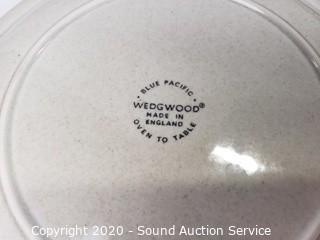 • BLUE PACIFIC •
WEDGWOOD®
MADE IN
ENGLAND
OVEN TO TABLE
Copyright 2020 - Sound Auction Service